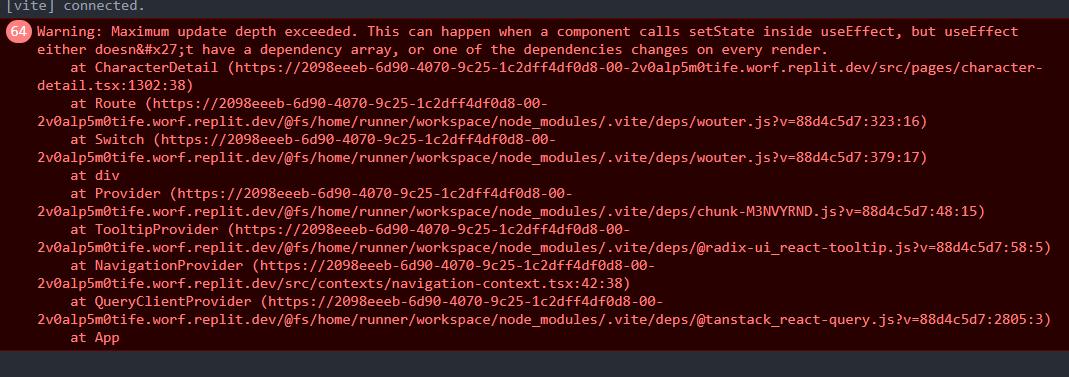 [vite] connected.
64 Warning: Maximum update depth exceeded. This can happen when a component calls setState inside useEffect, but useEffect
either doesn&#x27;t have a dependency array, or one of the dependencies changes on every render.
at CharacterDetail (https://2098eeeb-6d90-4070-9c25-1c2dff4df0d8-00-2v0alp5m0tife.worf.replit.dev/src/pages/character-
detail.tsx:1302:38)
at Route (https://2098eeeb-6d90-4070-9c25-1c2dff4df0d8-00-
2v0alp5m0tife.worf.replit.dev/@fs/home/runner/workspace/node_modules/.vite/deps/wouter.js?v=88d4c5d7:323:16)
at Switch (https://2098eeeb-6d90-4070-9c25-1c2dff4df0d8-00-
2v0alp5m0tife.worf.replit.dev/@fs/home/runner/workspace/node_modules/.vite/deps/wouter.js?v=88d4c5d7:379:17)
at div
at Provider (https://2098eeeb-6d90-4070-9c25-1c2dff4df0d8-00-
2v0alp5m0tife.worf.replit.dev/@fs/home/runner/workspace/node_modules/.vite/deps/chunk-M3NVYRND.js?v=88d4c5d7:48:15)
at TooltipProvider (https://2098eeeb-6d90-4070-9c25-1c2dff4df0d8-00-
2v0alp5m0tife.worf.replit.dev/@fs/home/runner/workspace/node_modules/.vite/deps/@radix-ui_react-tooltip.js?v=88d4c5d7:58:5)
at NavigationProvider (https://2098eeeb-6d90-4070-9c25-1c2dff4df0d8-00-
2v0alp5m0tife.worf.replit.dev/src/contexts/navigation-context.tsx:42:38)
at QueryClientProvider (https://2098eeeb-6d90-4070-9c25-1c2dff4df0d8-00-
2v0alp5m0tife.worf.replit.dev/@fs/home/runner/workspace/node_modules/.vite/deps/@tanstack_react-query.js?v=88d4c5d7:2805:3)
at App